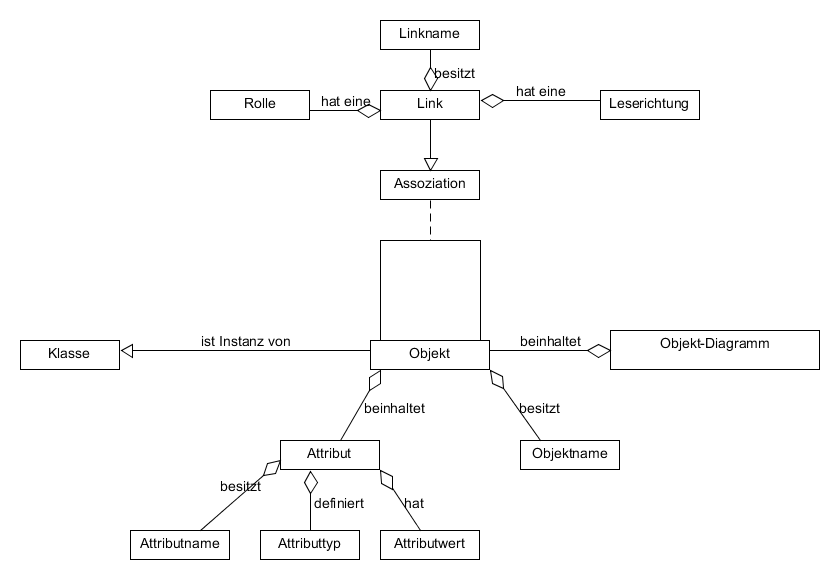 Linkname
besitzt
Rolle
hat eine
Link
hat eine
Leserichtung
Assoziation
Klasse
ist Instanz von
Objekt
beinhaltet
Objekt-Diagramm
beinhaltet
besitzt
Attribut
Objektname
besitzt
definiert
hat
Attributname
Attributtyp
Attributwert